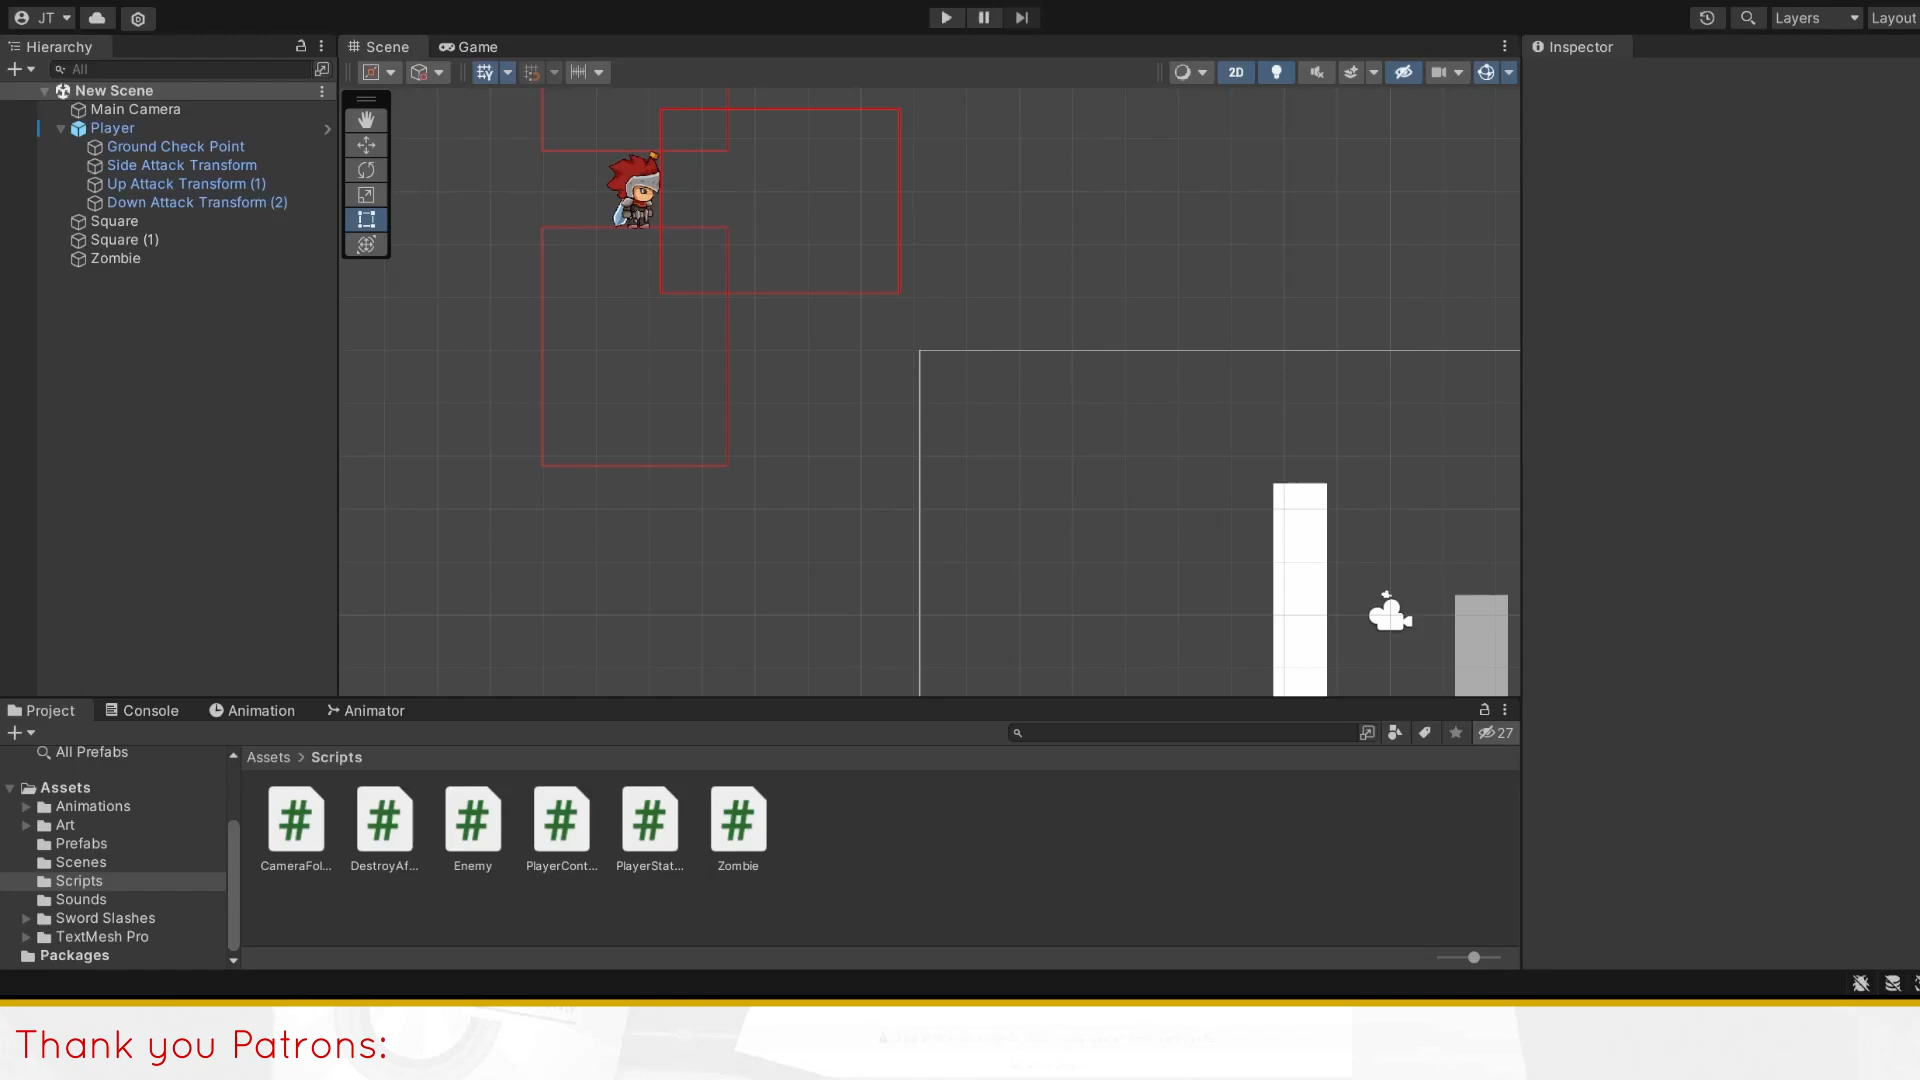 JT
Layers
Layout
Hierarchy
Scene
Game
Inspector
All
2D
New Scene
Main Camera
Player
Ground Check Point
Side Attack Transform
Up Attack Transform (1)
Down Attack Transform (2)
Square
Square (1)
Zombie
Project
Console
Animation
Animator
27
All Prefabs
Assets > Scripts
Assets
Animations
Art
Prefabs
Scenes
Scripts
Sounds
Sword Slashes
TextMesh Pro
Packages
CameraFol...
DestroyAf...
Enemy
PlayerCont...
PlayerStat...
Zombie
Thank you Patrons: